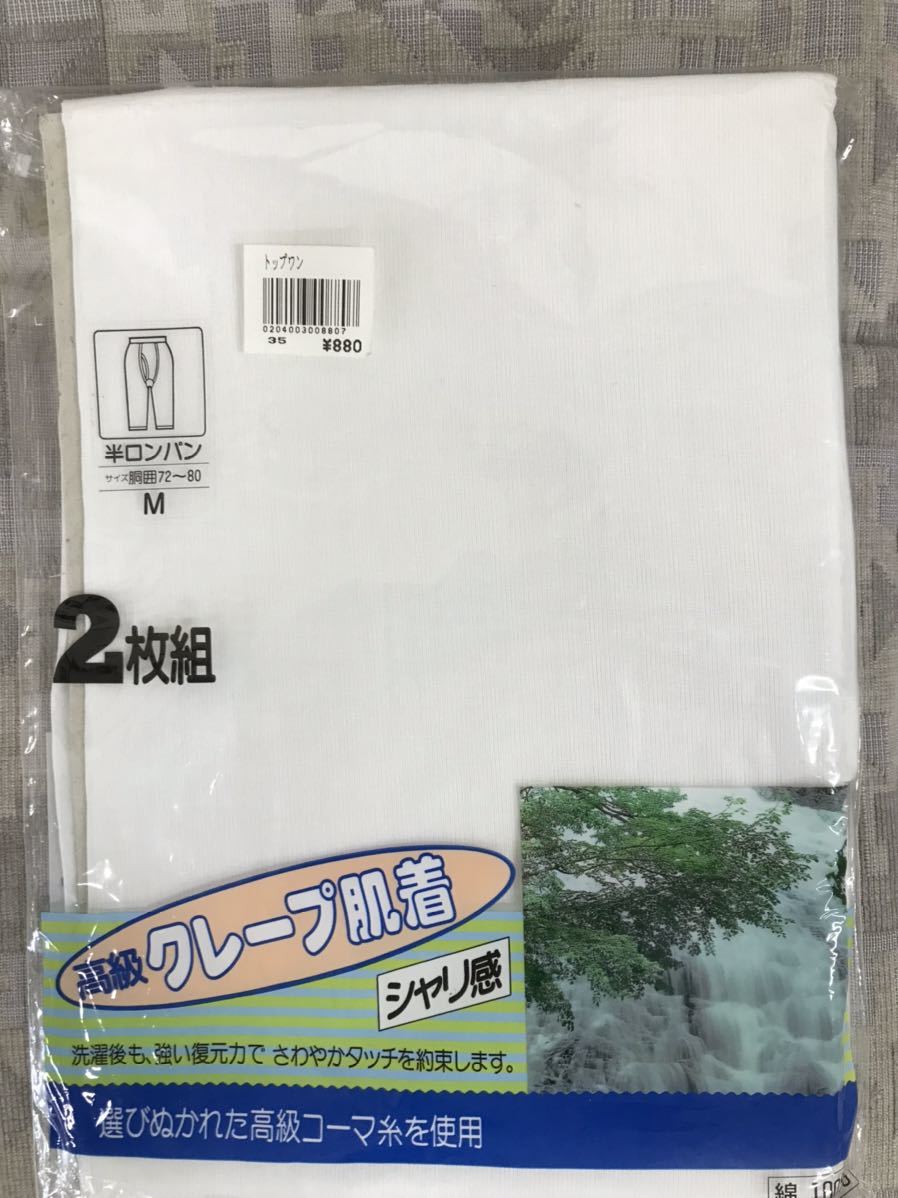 トップワン
0204003008807
35 ¥880
半ロンパン
サイズ 胴囲72〜80
M
2枚組
高級 クレープ肌着
シャリ感
洗濯後も、強い復元力で さわやかタッチを約束します。
選びぬかれた高級コーマ糸を使用
綿 100